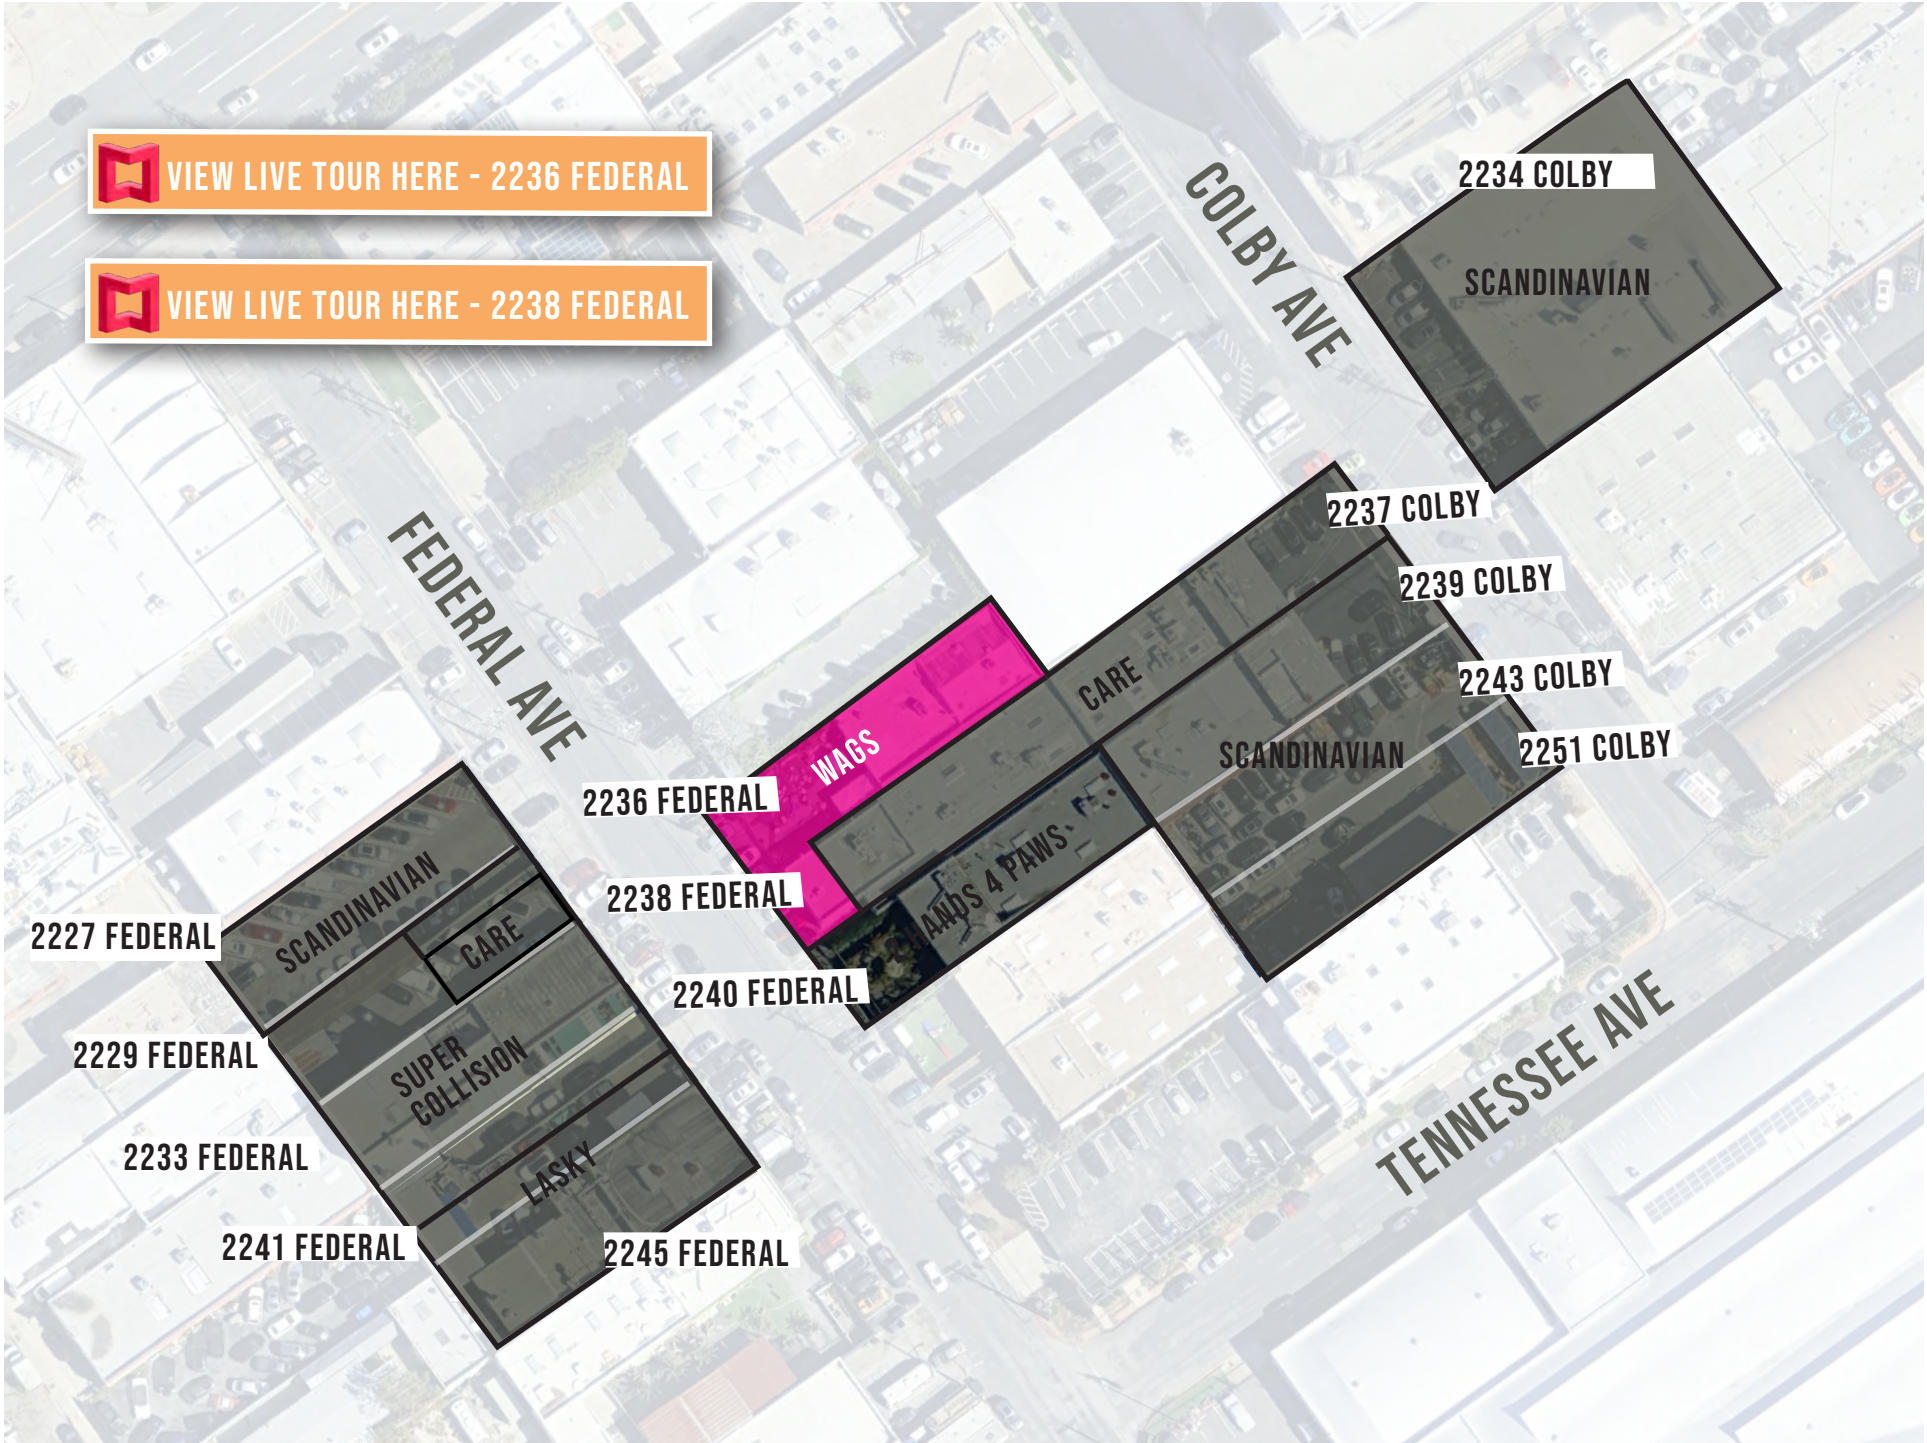 VIEW LIVE TOUR HERE - 2236 FEDERAL
VIEW LIVE TOUR HERE - 2238 FEDERAL
COLBY AVE
2234 COLBY
SCANDINAVIAN
FEDERAL AVE
2237 COLBY
2239 COLBY
CARE
2243 COLBY
SCANDINAVIAN
2251 COLBY
WAGS
2236 FEDERAL
2238 FEDERAL
ANDS 4 PAWS
2240 FEDERAL
SCANDINAVIAN
CARE
2227 FEDERAL
2229 FEDERAL
SUPER
COLLISION
2233 FEDERAL
LASKY
2241 FEDERAL
2245 FEDERAL
TENNESSEE AVE